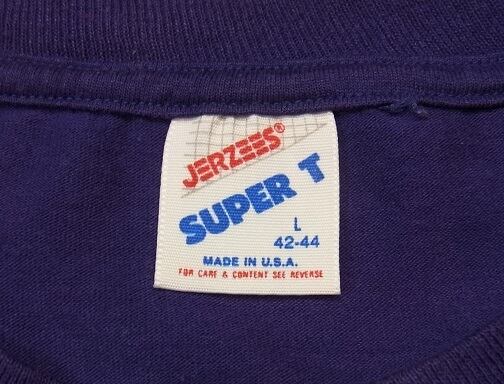 JERZEES®
SUPER T
L
42-44
MADE IN U.S.A.
FOR CARE & CONTENT SEE REVERSE